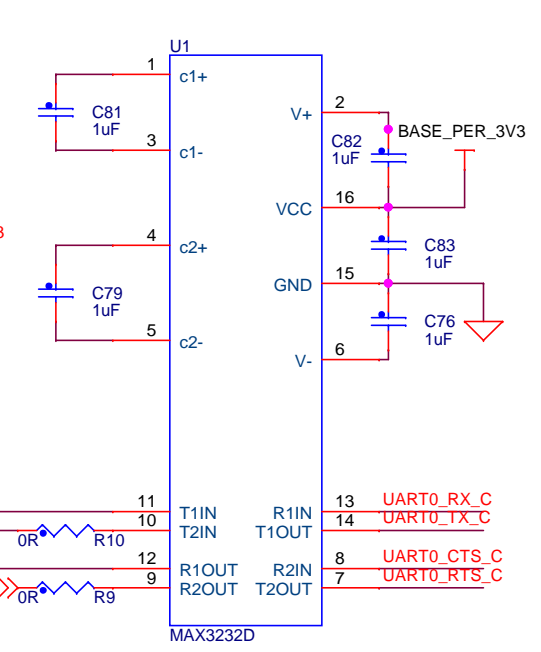 U1
1
c1+
C81
1uF
3
c1-
2
V+
C82
1uF
BASE_PER_3V3
16
VCC
4
c2+
C83
1uF
15
GND
C79
1uF
5
c2-
C76
1uF
6
V-
11
T1IN
10
T2IN
0R
R10
12
R1OUT
9
R2OUT
0R
R9
13
R1IN
UART0_RX_C
14
T1OUT
UART0_TX_C
8
R2IN
UART0_CTS_C
7
T2OUT
UART0_RTS_C
MAX3232D